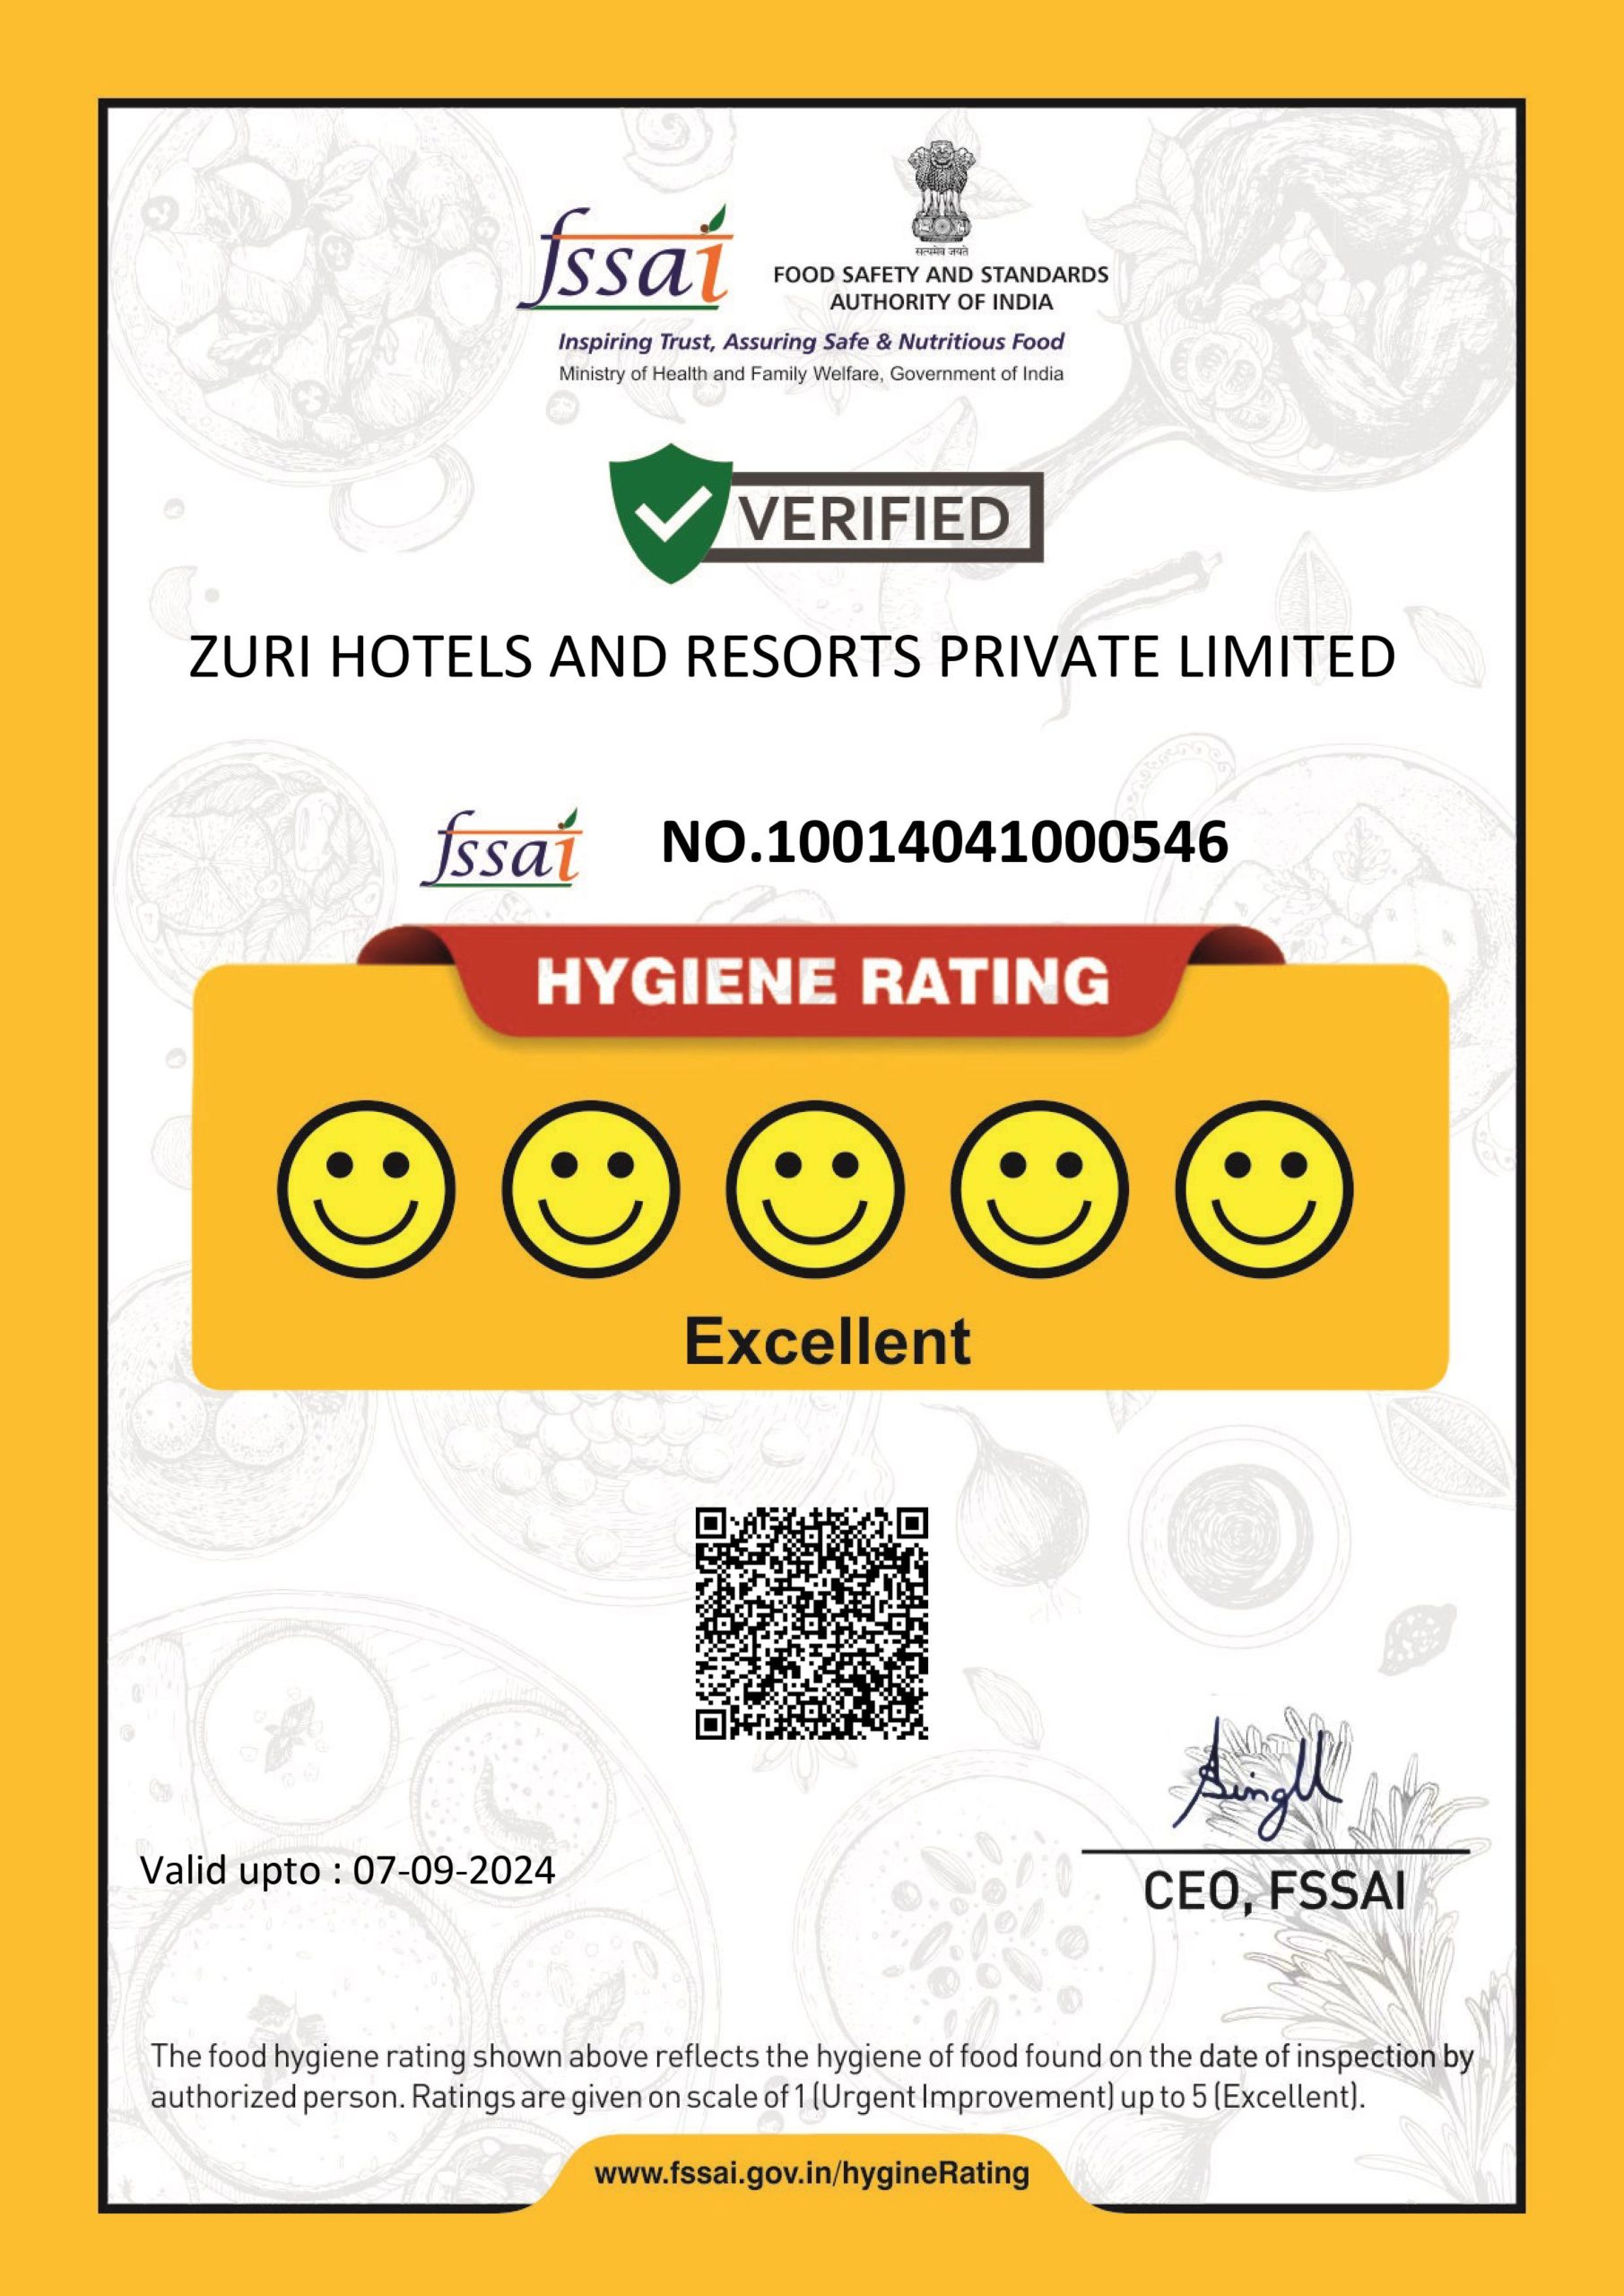 fssai
सत्यमेव जयते
FOOD SAFETY AND STANDARDS
AUTHORITY OF INDIA
Inspiring Trust, Assuring Safe & Nutritious Food
Ministry of Health and Family Welfare, Government of India
VERIFIED
ZURI HOTELS AND RESORTS PRIVATE LIMITED
fssai NO.10014041000546
HYGIENE RATING
Excellent
Singh
Valid upto : 07-09-2024
CEO, FSSAI
The food hygiene rating shown above reflects the hygiene of food found on the date of inspection by
authorized person. Ratings are given on scale of 1 (Urgent Improvement) up to 5 (Excellent).
www.fssai.gov.in/hygineRating